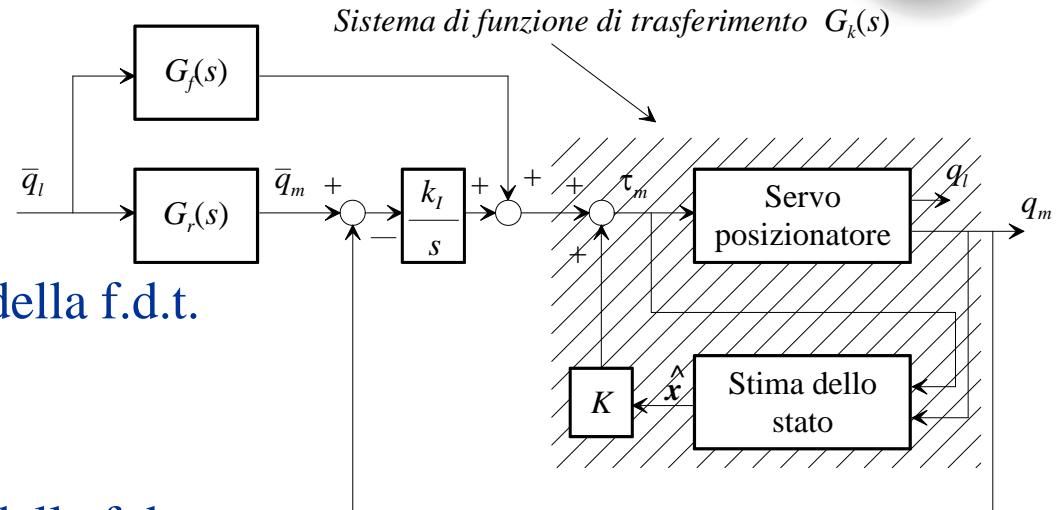 Sistema di funzione di trasferimento G_k(s)
G_f(s)
q̅_l
G_r(s)
q̅_m
+
−
k_I
s
+
+
+
τ_m
+
Servo
posizionatore
q_l
q_m
della f.d.t.
K
x̂
Stima dello
stato